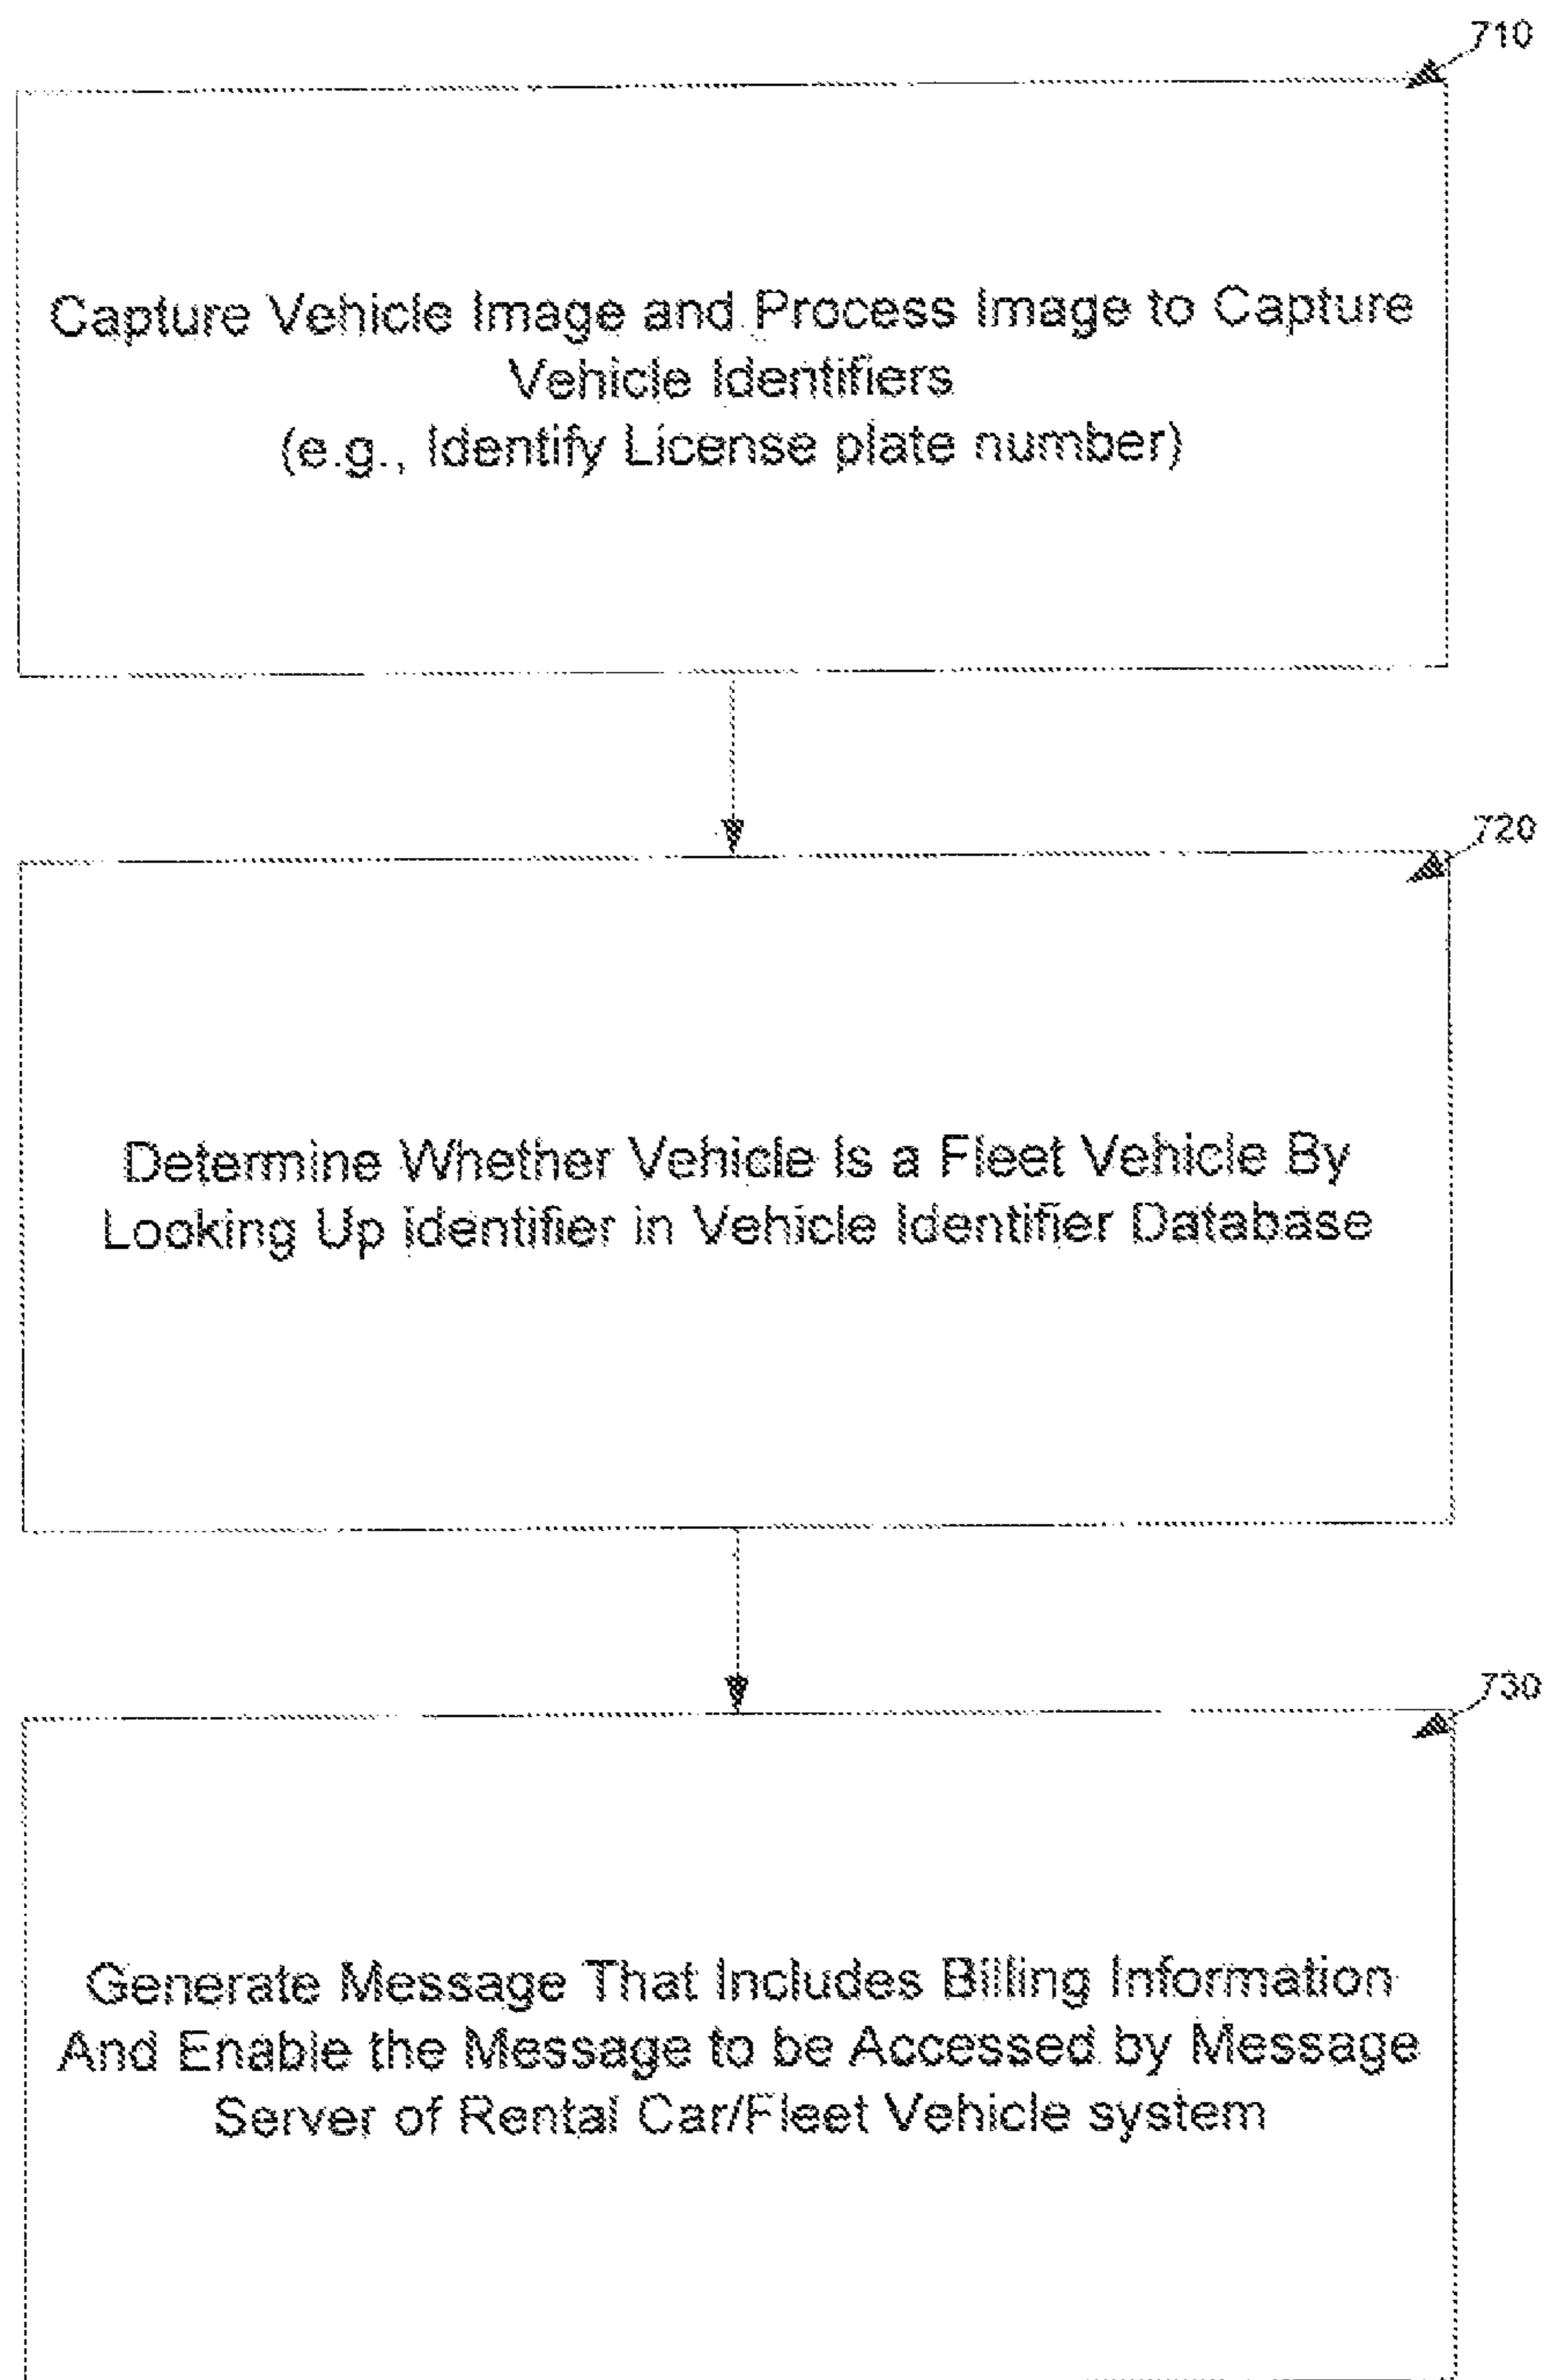 710
Capture Vehicle Image and Process Image to Capture
Vehicle Identifiers
(e.g., Identify License plate number)
720
Determine Whether Vehicle Is a Fleet Vehicle By
Looking Up identifier in Vehicle Identifier Database
730
Generate Message That Includes Billing Information
And Enable the Message to be Accessed by Message
Server of Rental Car/Fleet Vehicle system